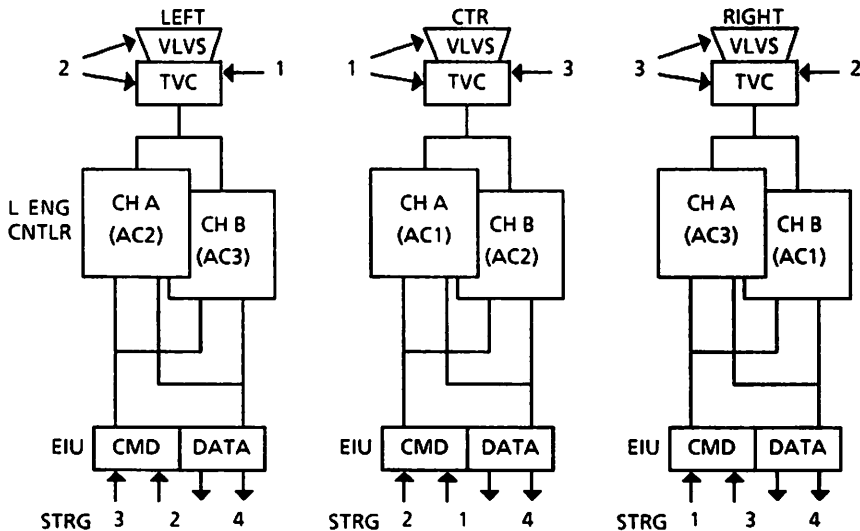 LEFT CTR RIGHT
VLVS VLVS VLVS
2 TVC 1 1 TVC 3 3 TVC 2
L ENG CNTLR
CH A (AC2) CH B (AC3)
CH A (AC1) CH B (AC2)
CH A (AC3) CH B (AC1)
EIU CMD DATA EIU CMD DATA EIU CMD DATA
STRG 3 2 4 STRG 2 1 4 STRG 1 3 4